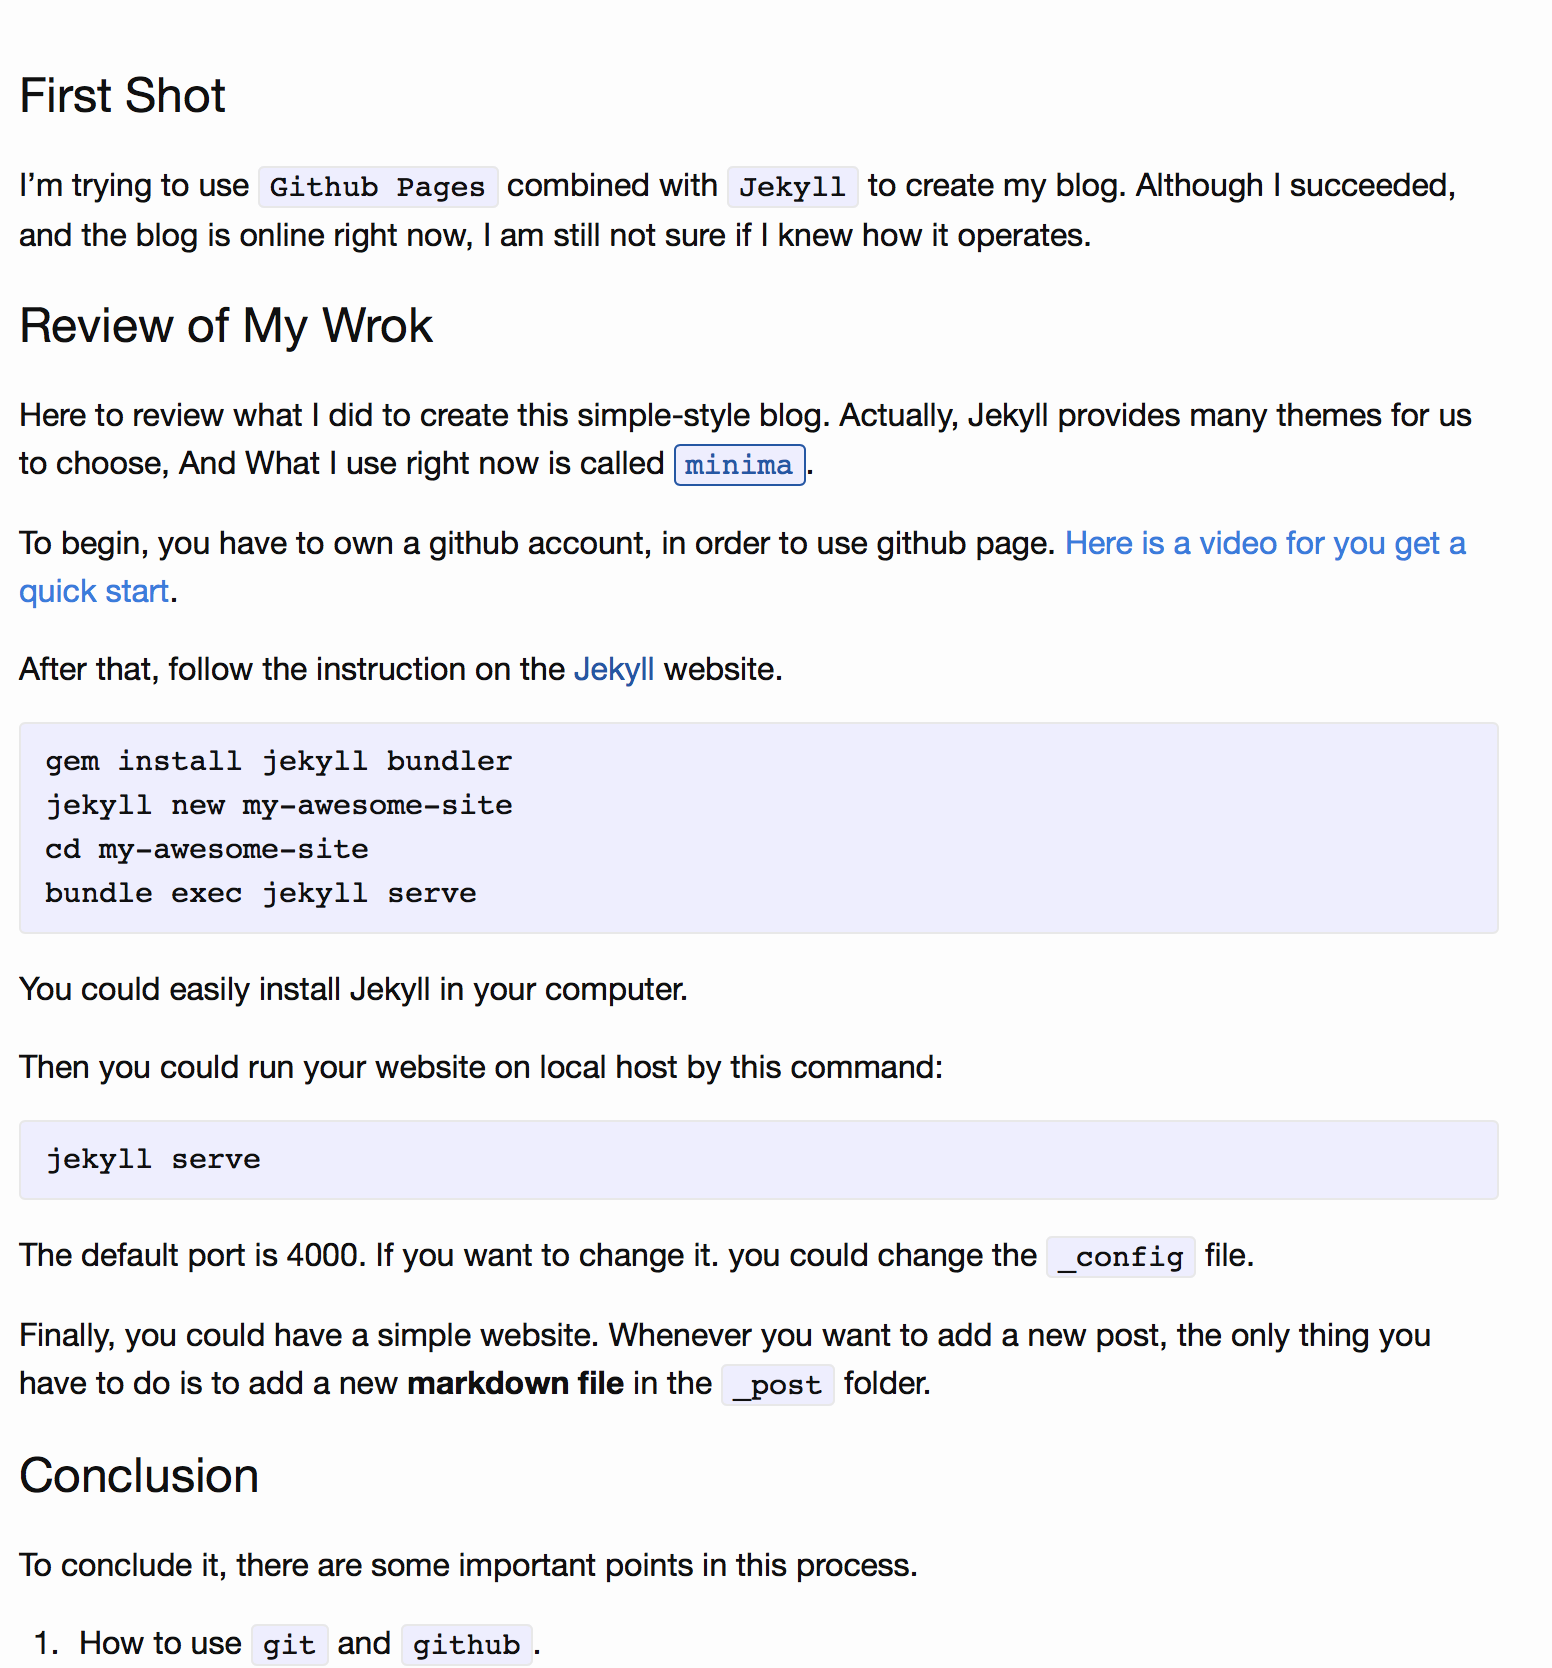 First Shot
I’m trying to use Github Pages combined with Jekyll to create my blog. Although I succeeded,
and the blog is online right now, I am still not sure if I knew how it operates.
Review of My Wrok
Here to review what I did to create this simple-style blog. Actually, Jekyll provides many themes for us
to choose, And What I use right now is called minima.
To begin, you have to own a github account, in order to use github page. Here is a video for you get a
quick start.
After that, follow the instruction on the Jekyll website.
gem install jekyll bundler
jekyll new my-awesome-site
cd my-awesome-site
bundle exec jekyll serve
You could easily install Jekyll in your computer.
Then you could run your website on local host by this command:
jekyll serve
The default port is 4000. If you want to change it. you could change the _config file.
Finally, you could have a simple website. Whenever you want to add a new post, the only thing you
have to do is to add a new markdown file in the _post folder.
Conclusion
To conclude it, there are some important points in this process.
1. How to use git and github.